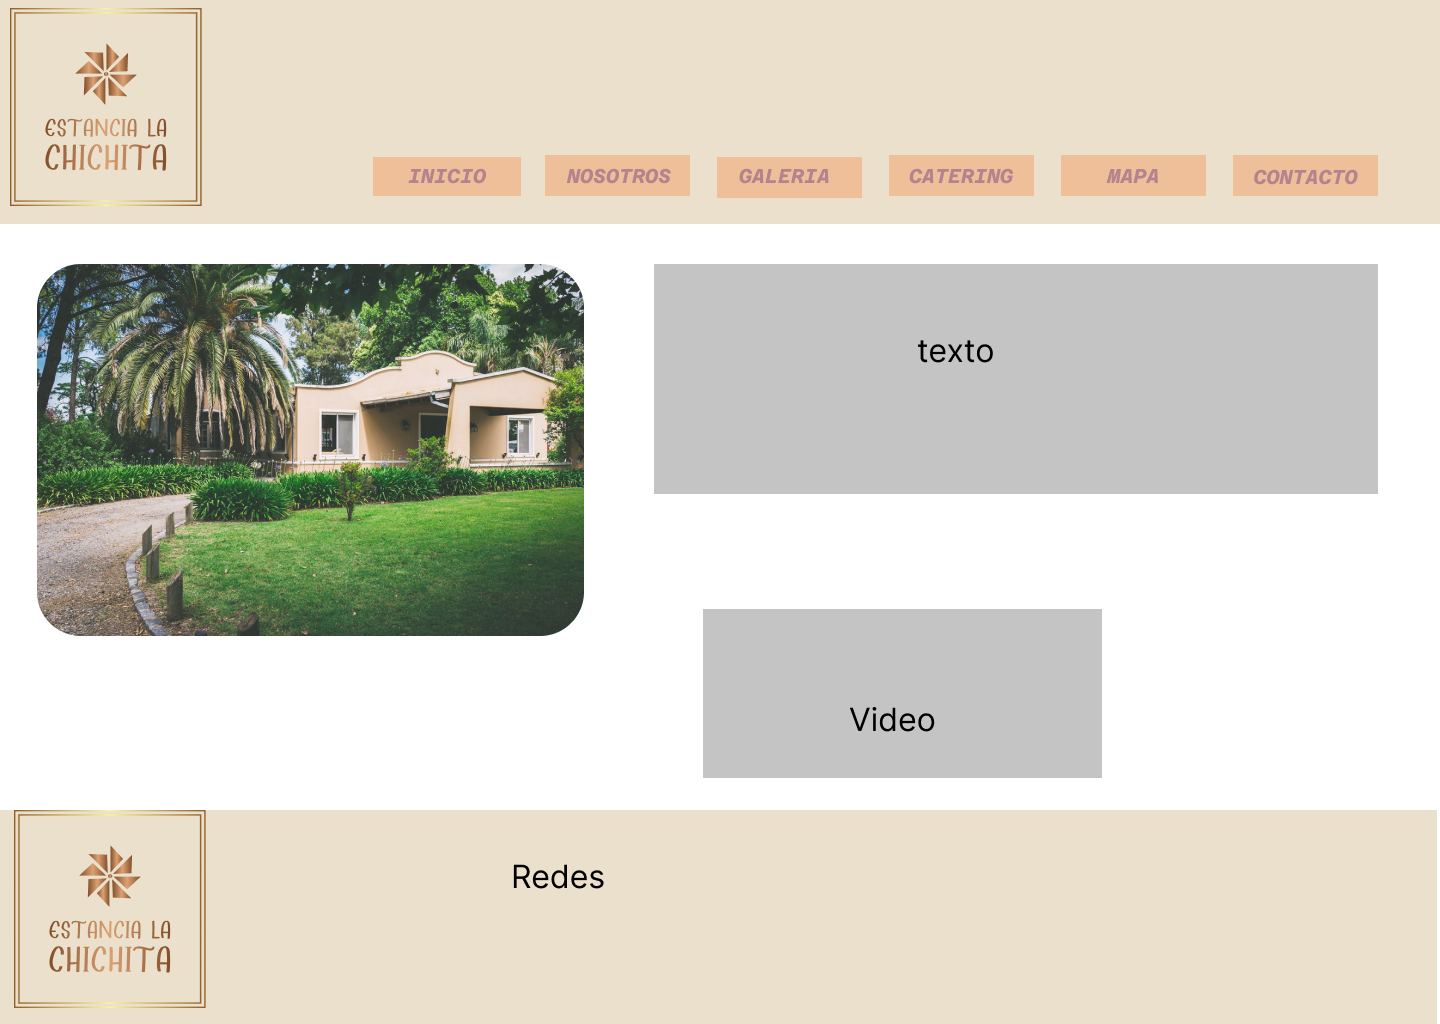 ESTANCIA LA
CHICHITA
INICIO
NOSOTROS
GALERIA
CATERING
MAPA
CONTACTO
texto
Video
ESTANCIA LA
CHICHITA
Redes